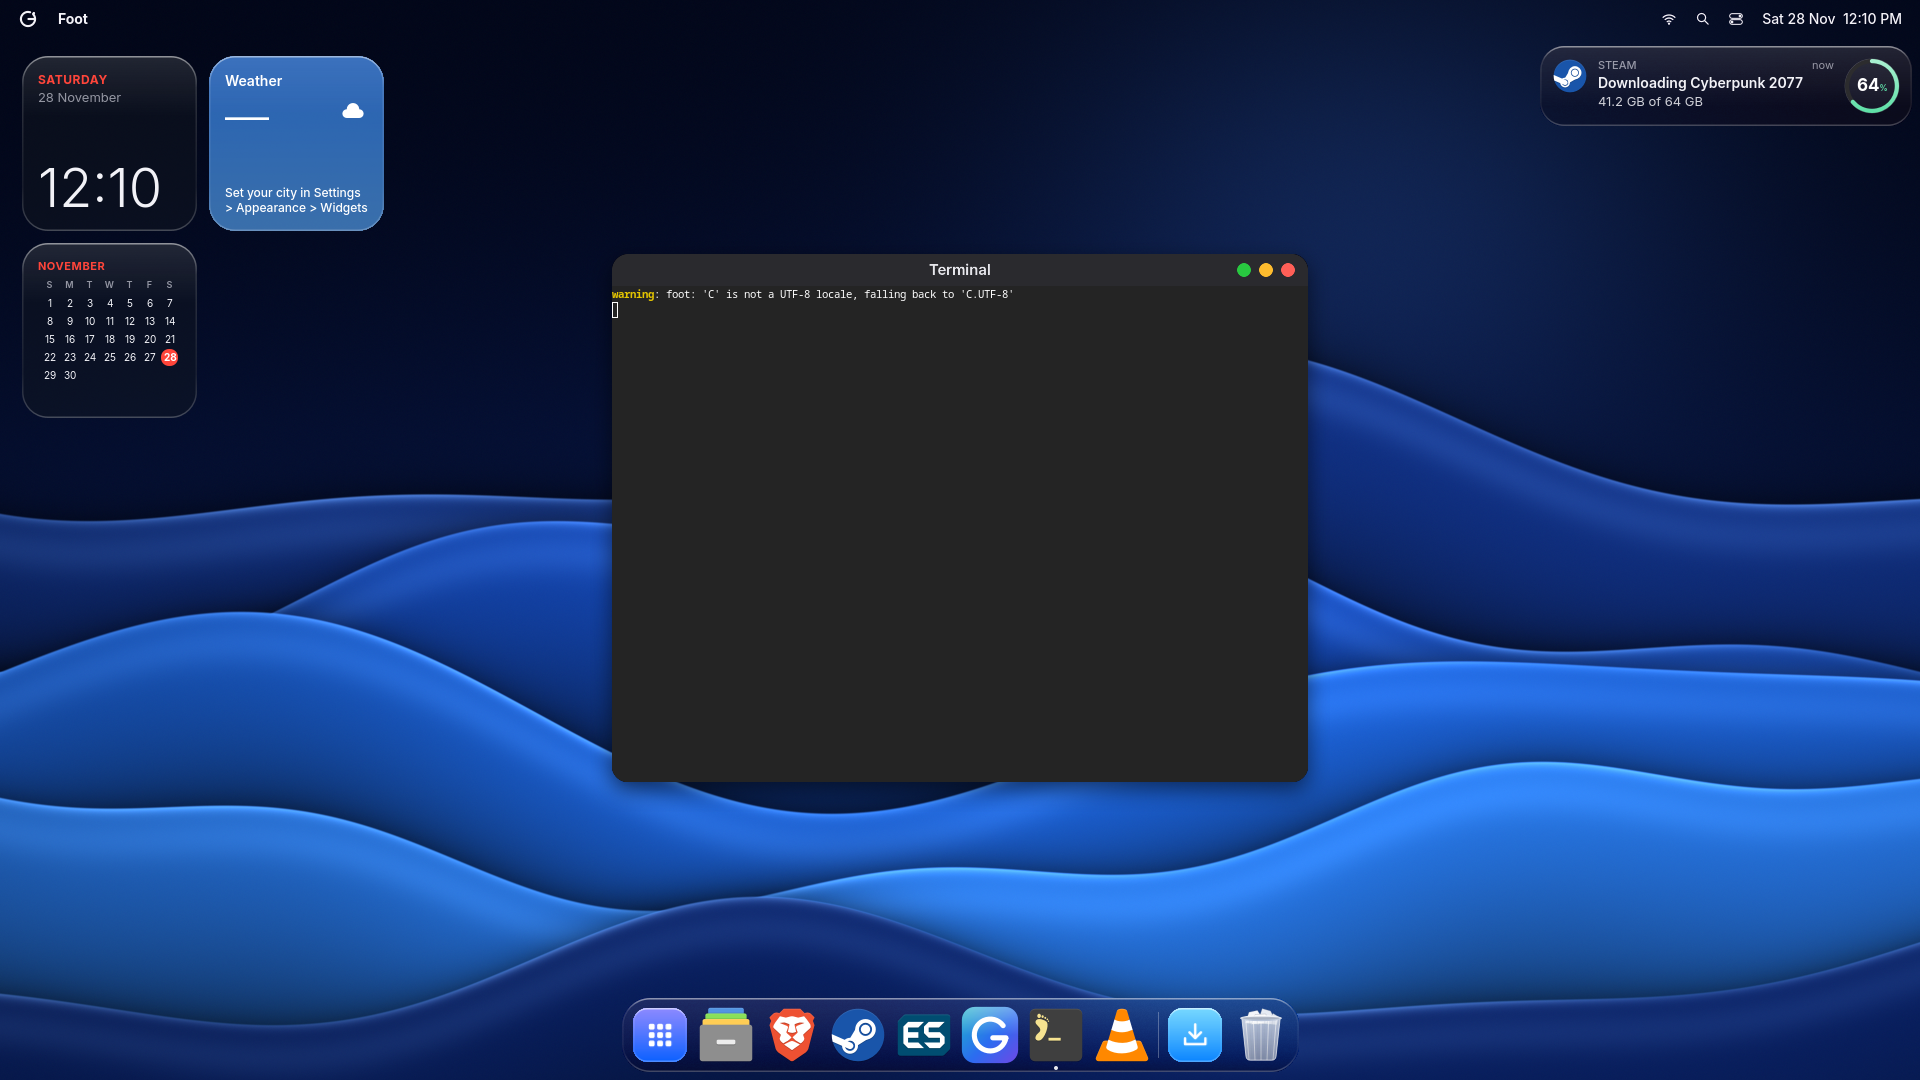 Foot
Sat 28 Nov 12:10 PM
SATURDAY
28 November
12:10
Weather
Set your city in Settings
> Appearance > Widgets
STEAM
now
Downloading Cyberpunk 2077
41.2 GB of 64 GB
64%
NOVEMBER
S M T W T F S
1 2 3 4 5 6 7
8 9 10 11 12 13 14
15 16 17 18 19 20 21
22 23 24 25 26 27 28
29 30
Terminal
warning: foot: 'C' is not a UTF-8 locale, falling back to 'C.UTF-8'
ES
G